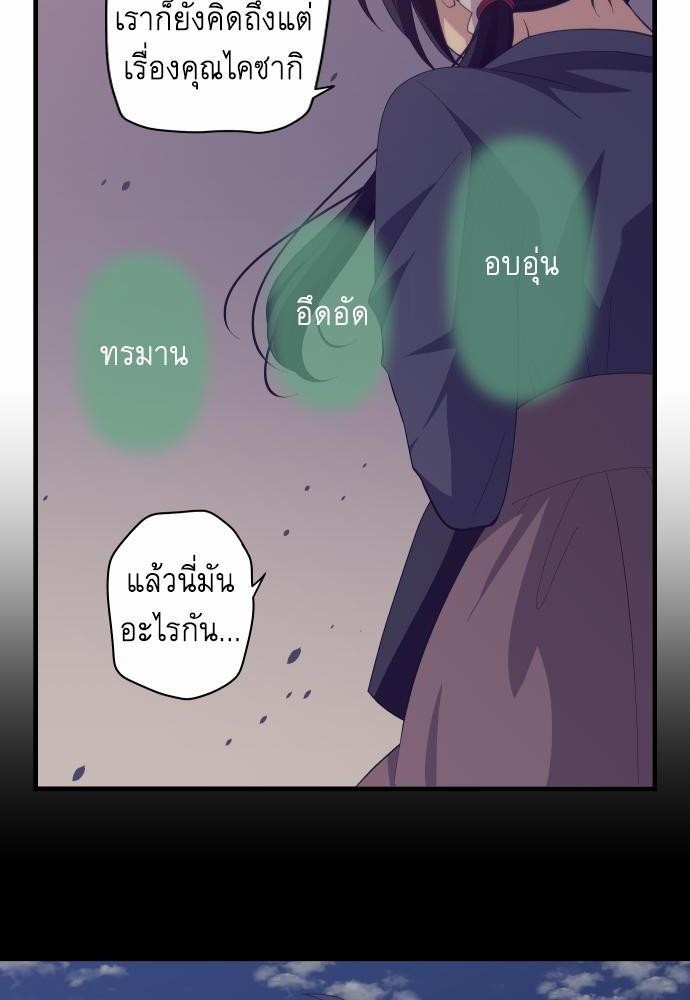 เราก็ยังคิดถึงแต่
เรื่องคุณไคซากิ
อบอุ่น
อึดอัด
ทรมาน
แล้วนี่มัน
อะไรกัน...